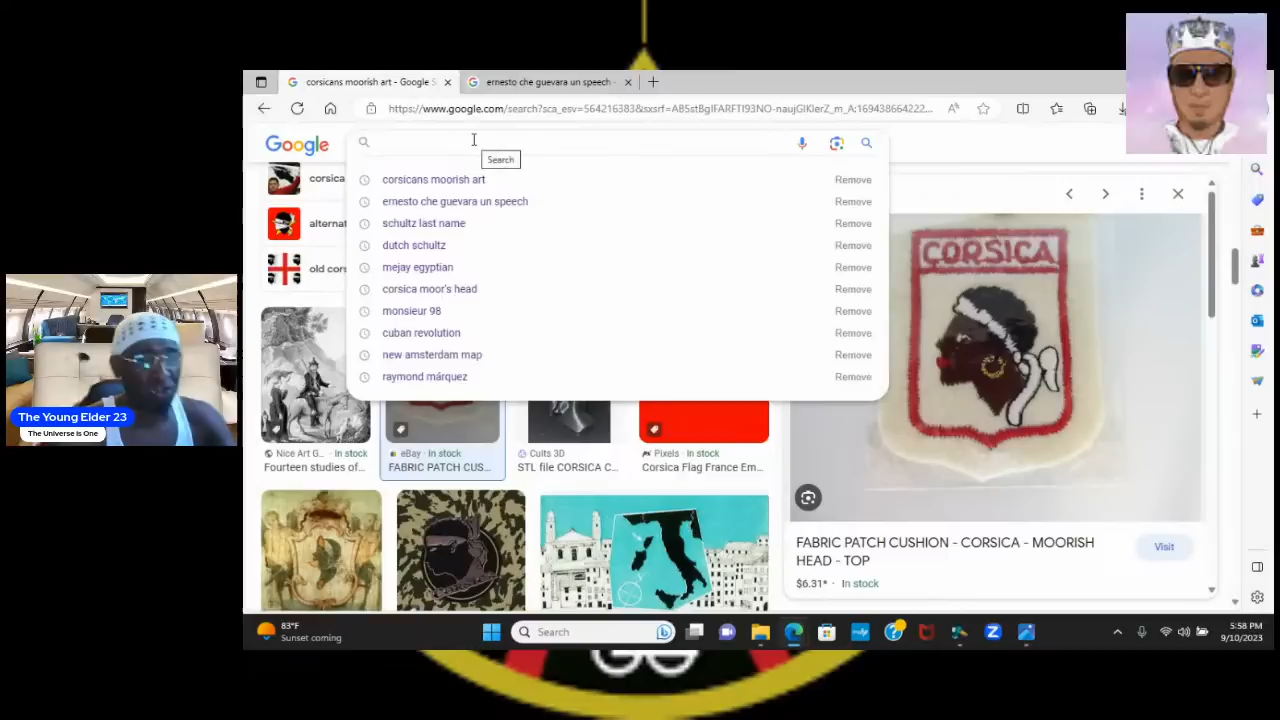 corsicans moorish art - Google S
ernesto che guevara un speech -
https://www.google.com/search?sca_esv=564216383&sxsrf=AB5stBgIFARFTI93NO-naujGIKlerZ_m_A:169438664222...
Google
Search
corsica
alternat
old cors
corsicans moorish art Remove
ernesto che guevara un speech Remove
schultz last name Remove
dutch schultz Remove
mejay egyptian Remove
corsica moor's head Remove
monsieur 98 Remove
cuban revolution Remove
new amsterdam map Remove
raymond márquez Remove
CORSICA
The Young Elder 23
The Universe is One
Nice Art G... · In stock
Fourteen studies of...
eBay · In stock
FABRIC PATCH CUS...
Cults 3D
STL file CORSICA C...
Pixels · In stock
Corsica Flag France Em...
FABRIC PATCH CUSHION - CORSICA - MOORISH
HEAD - TOP
Visit
$6.31* · In stock
83°F
Sunset coming
Search
5:58 PM
9/10/2023